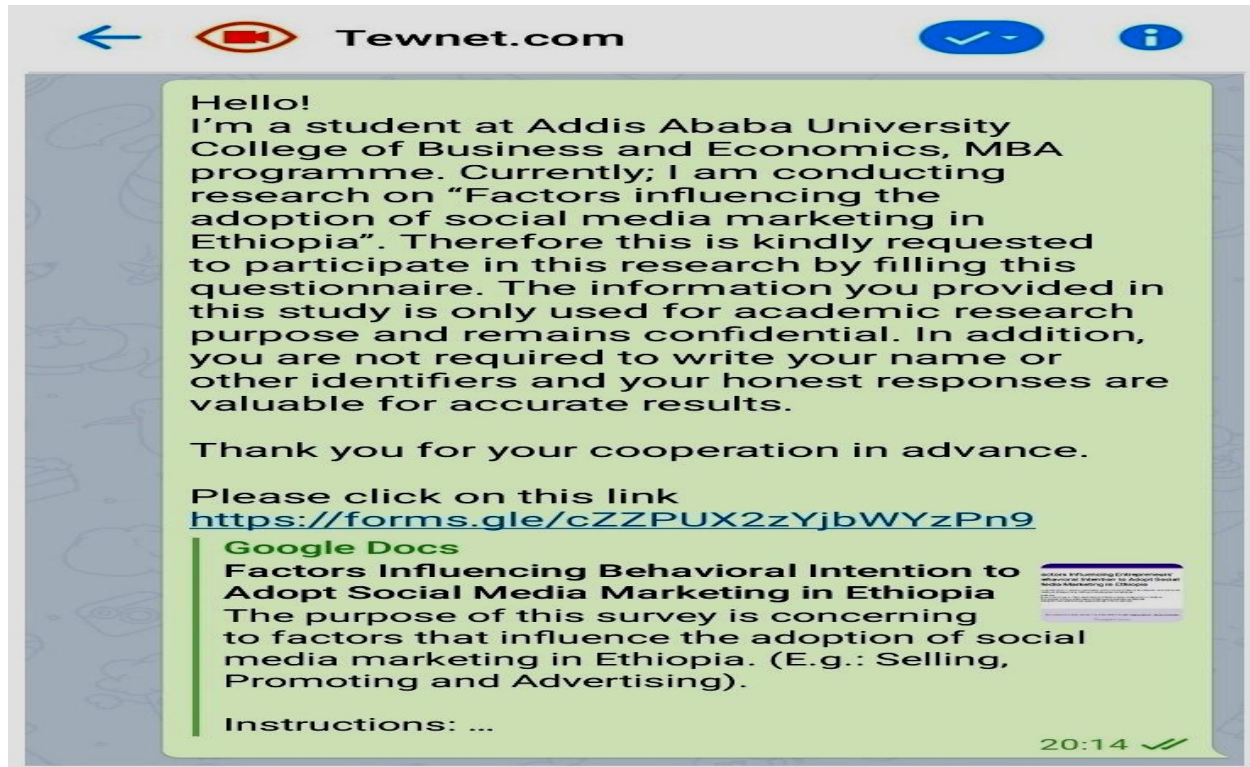 Tewnet.com
Hello!
I'm a student at Addis Ababa University
College of Business and Economics, MBA
programme. Currently; I am conducting
research on "Factors influencing the
adoption of social media marketing in
Ethiopia". Therefore this is kindly requested
to participate in this research by filling this
questionnaire. The information you provided in
this study is only used for academic research
purpose and remains confidential. In addition,
you are not required to write your name or
other identifiers and your honest responses are
valuable for accurate results.
Thank you for your cooperation in advance.
Please click on this link
https://forms.gle/cZZPUX2zYjbWYzPn9
Google Docs
Factors Influencing Behavioral Intention to
Adopt Social Media Marketing in Ethiopia
The purpose of this survey is concerning
to factors that influence the adoption of social
media marketing in Ethiopia. (E.g.: Selling,
Promoting and Advertising).
Instructions: ...
20:14